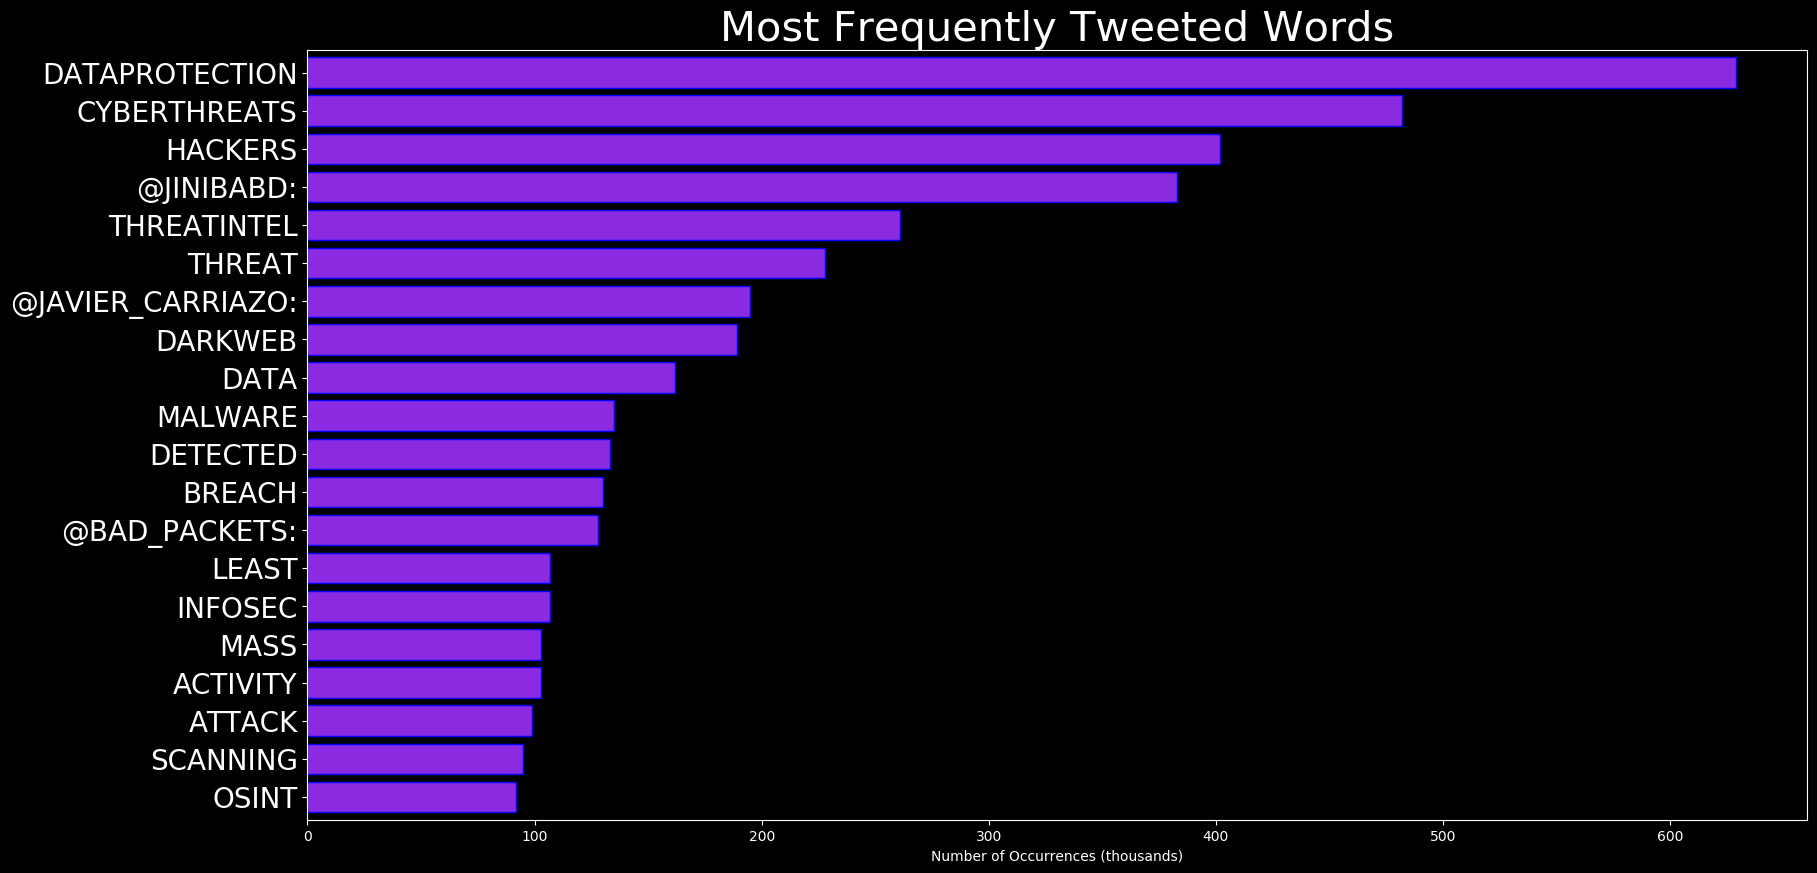 Most Frequently Tweeted Words
DATAPROTECTION
CYBERTHREATS
HACKERS
@JINIBABD:
THREATINTEL
THREAT
@JAVIER_CARRIAZO:
DARKWEB
DATA
MALWARE
DETECTED
BREACH
@BAD_PACKETS:
LEAST
INFOSEC
MASS
ACTIVITY
ATTACK
SCANNING
OSINT
0 100 200 300 400 500 600
Number of Occurrences (thousands)